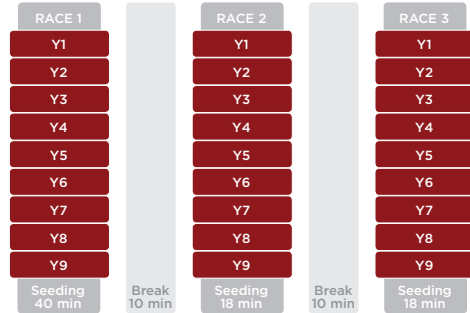 RACE 1
Y1
Y2
Y3
Y4
Y5
Y6
Y7
Y8
Y9
Seeding
40 min
Break
10 min
RACE 2
Y1
Y2
Y3
Y4
Y5
Y6
Y7
Y8
Y9
Seeding
18 min
Break
10 min
RACE 3
Y1
Y2
Y3
Y4
Y5
Y6
Y7
Y8
Y9
Seeding
18 min